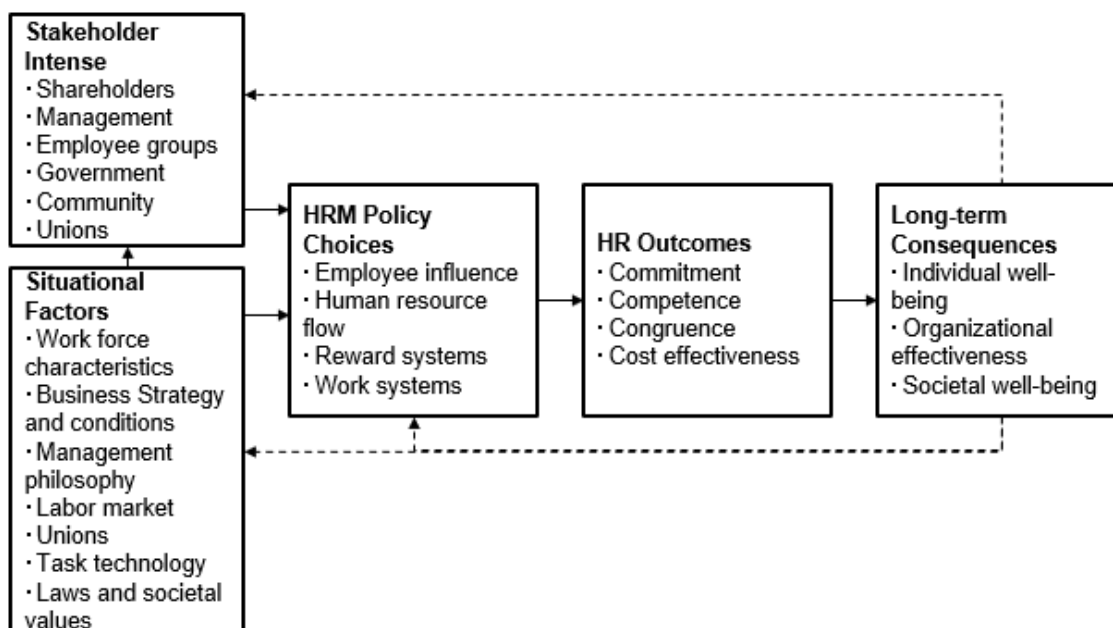 Stakeholder
Intense
· Shareholders
· Management
· Employee groups
· Government
· Community
· Unions
Situational
Factors
· Work force
characteristics
· Business Strategy
and conditions
· Management
philosophy
· Labor market
· Unions
· Task technology
· Laws and societal
values
HRM Policy
Choices
· Employee influence
· Human resource
flow
· Reward systems
· Work systems
HR Outcomes
· Commitment
· Competence
· Congruence
· Cost effectiveness
Long-term
Consequences
· Individual well-
being
· Organizational
effectiveness
· Societal well-being